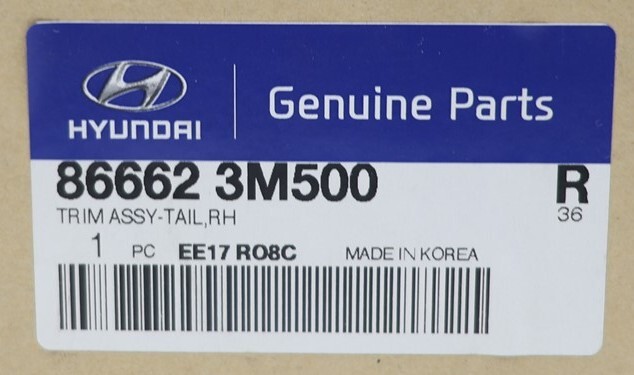 HYUNDAI
Genuine Parts
86662 3M500 R
TRIM ASSY-TAIL,RH 36
1 PC EE17 RO8C MADE IN KOREA